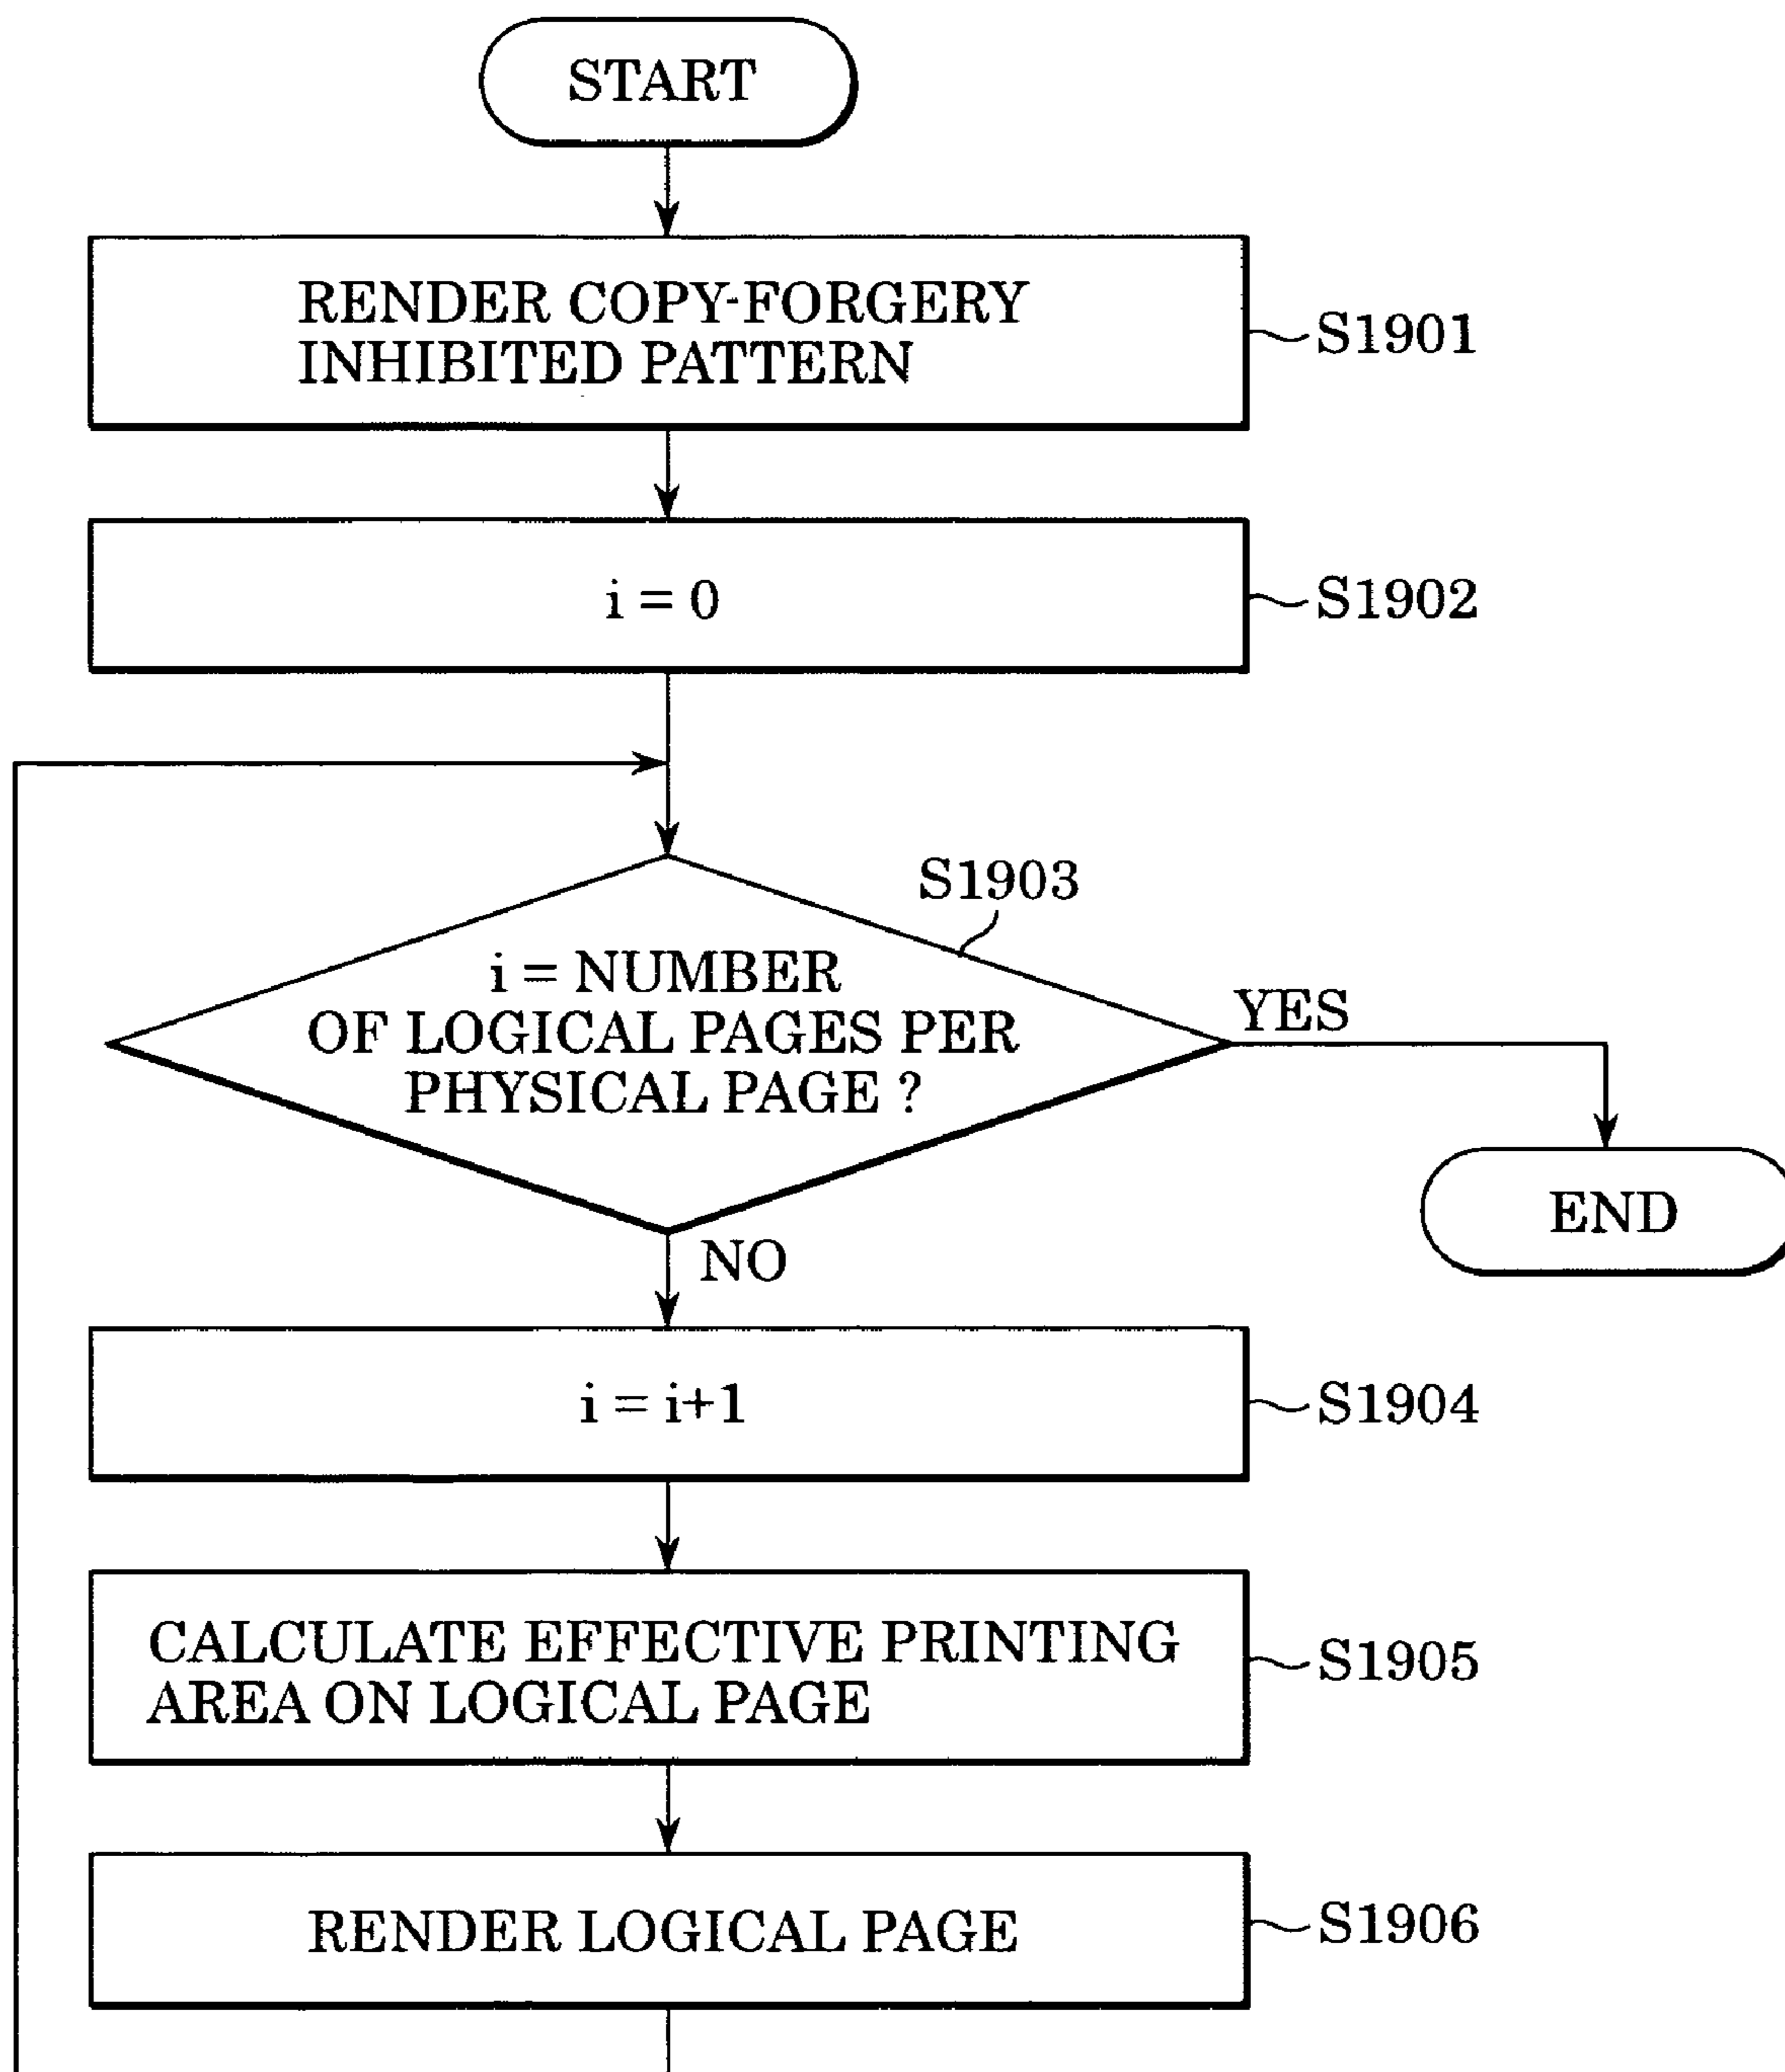 START
RENDER COPY-FORGERY
INHIBITED PATTERN
S1901
i = 0
S1902
S1903
i = NUMBER
OF LOGICAL PAGES PER
PHYSICAL PAGE ?
YES
END
NO
i = i+1
S1904
CALCULATE EFFECTIVE PRINTING
AREA ON LOGICAL PAGE
S1905
RENDER LOGICAL PAGE
S1906